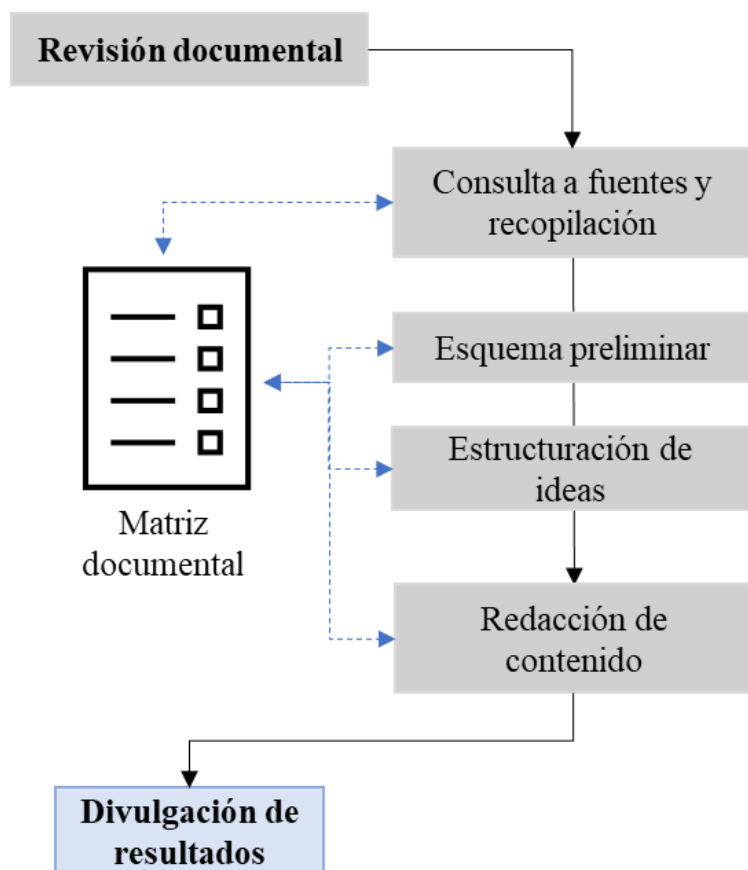 Revisión documental
Consulta a fuentes y
recopilación
Esquema preliminar
Estructuración de
ideas
Matriz
documental
Redacción de
contenido
Divulgación de
resultados